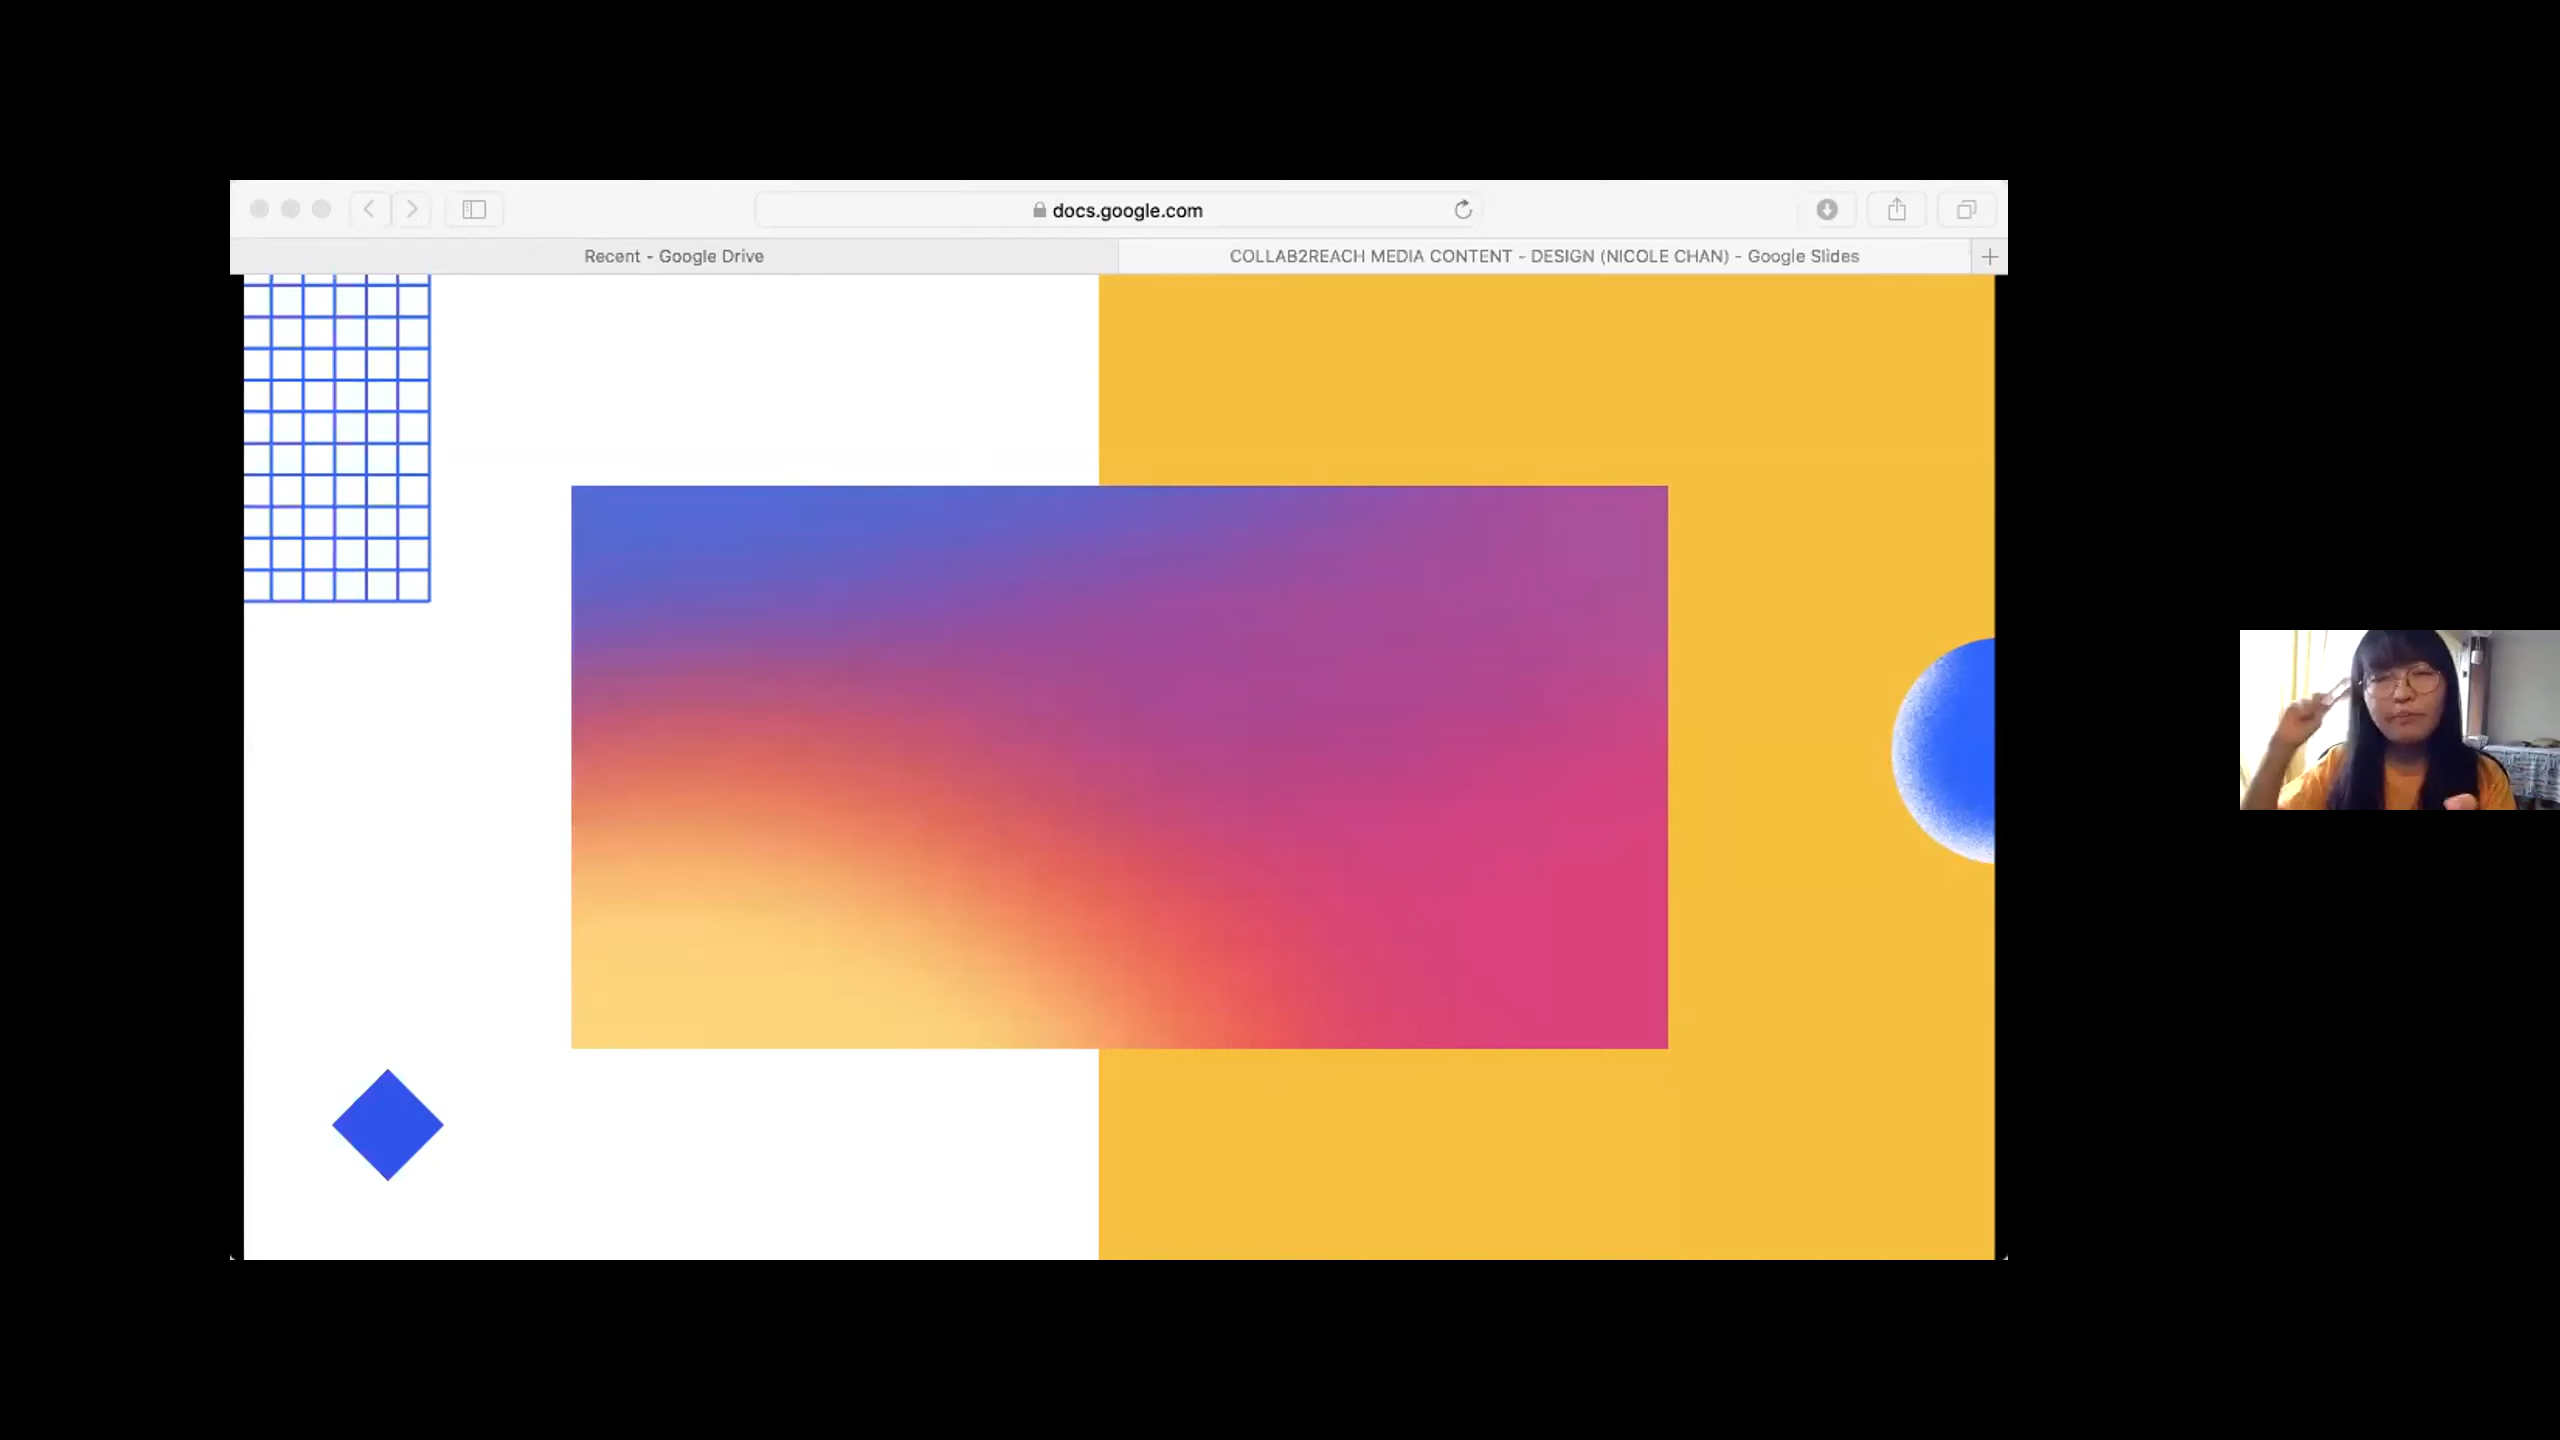 docs.google.com
Recent - Google Drive
COLLAB2REACH MEDIA CONTENT - DESIGN (NICOLE CHAN) - Google Slides